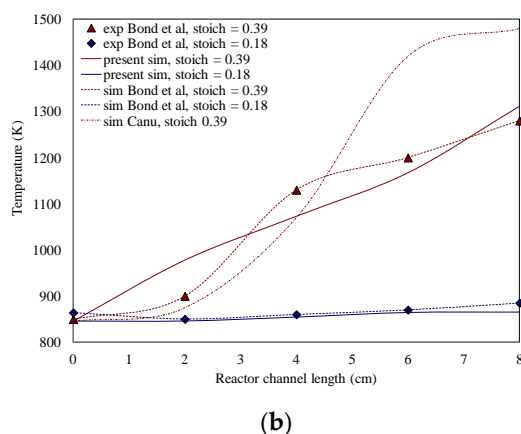 1500
1400
1300
1200
1100
1000
900
800
Temperature (K)
exp Bond et al, stoich = 0.39
exp Bond et al, stoich = 0.18
present sim, stoich = 0.39
present sim, stoich = 0.18
sim Bond et al, stoich = 0.39
sim Bond et al, stoich = 0.18
sim Canu, stoich 0.39
0 1 2 3 4 5 6 7 8
Reactor channel length (cm)
(b)